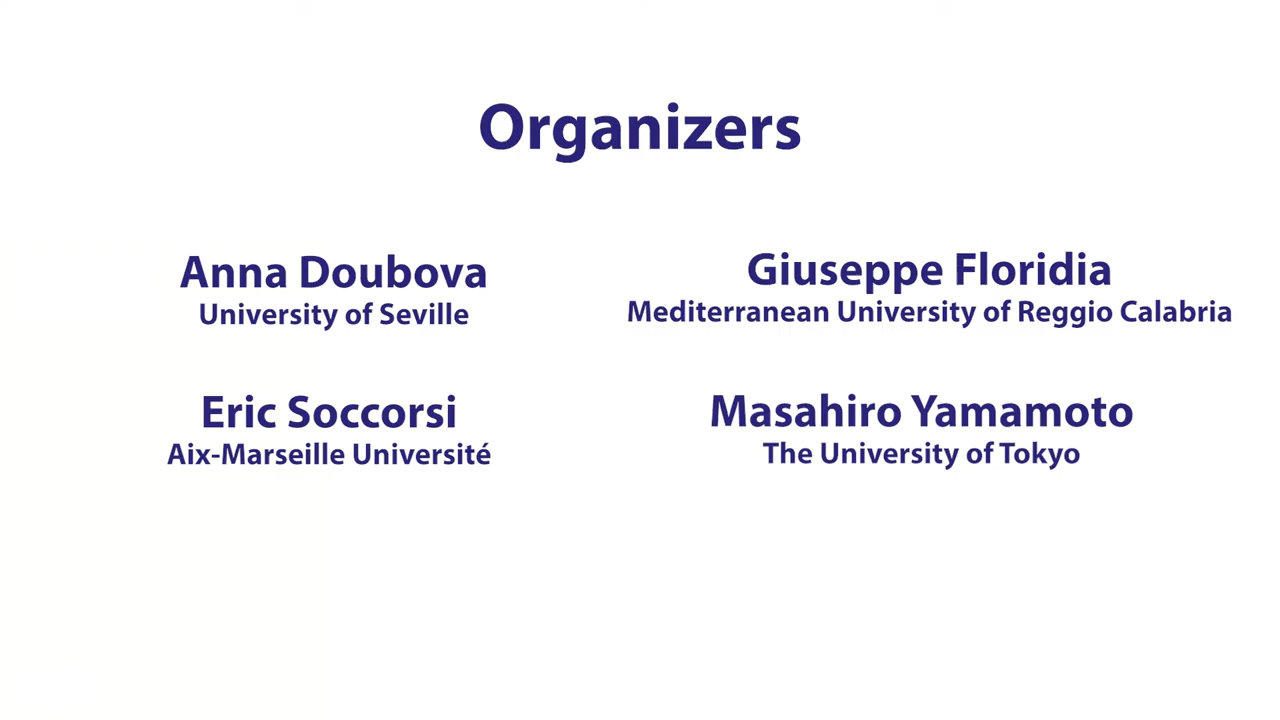 Organizers
Anna Doubova
University of Seville
Giuseppe Floridia
Mediterranean University of Reggio Calabria
Eric Soccorsi
Aix-Marseille Université
Masahiro Yamamoto
The University of Tokyo